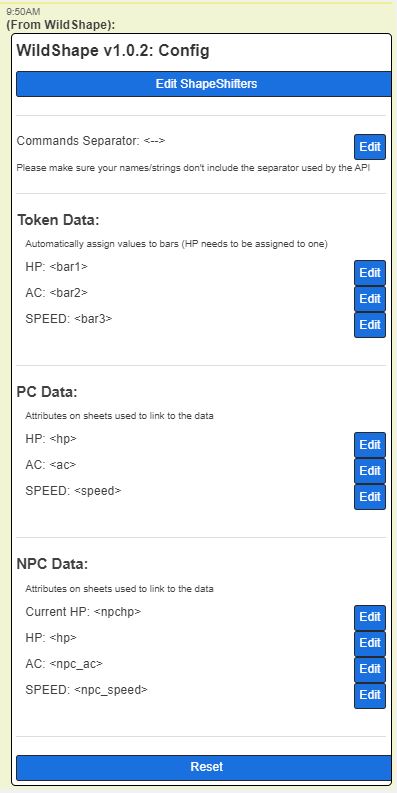 9:50AM
(From WildShape):
WildShape v1.0.2: Config
Edit ShapeShifters
Commands Separator: <--> Edit
Please make sure your names/strings don't include the separator used by the API
Token Data:
Automatically assign values to bars (HP needs to be assigned to one)
HP: <bar1> Edit
AC: <bar2> Edit
SPEED: <bar3> Edit
PC Data:
Attributes on sheets used to link to the data
HP: <hp> Edit
AC: <ac> Edit
SPEED: <speed> Edit
NPC Data:
Attributes on sheets used to link to the data
Current HP: <npchp> Edit
HP: <hp> Edit
AC: <npc_ac> Edit
SPEED: <npc_speed> Edit
Reset